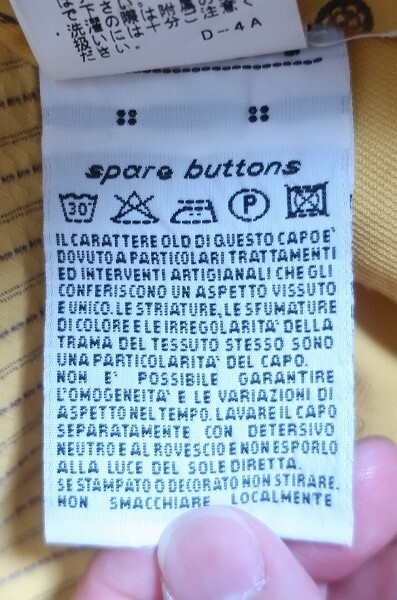 D-4A
spare buttons
30 P
IL CARATTERE OLD DI QUESTO CAPO E'
DOVUTO A PARTICOLARI TRATTAMENTI
ED INTERVENTI ARTIGIANALI CHE GLI
CONFERISCONO UN ASPETTO VISSUTO
E UNICO. LE STRIATURE, LE SFUMATURE
DI COLORE E LE IRREGOLARITA' DELLA
TRAMA DEL TESSUTO STESSO SONO
UNA PARTICOLARITA' DEL CAPO.
NON E' POSSIBILE GARANTIRE
L'OMOGENEITA' E LE VARIAZIONI DI
ASPETTO NEL TEMPO. LAVARE IL CAPO
SEPARATAMENTE CON DETERSIVO
NEUTRO E AL ROVESCIO E NON ESPORLO
ALLA LUCE DEL SOLE DIRETTA.
SE STAMPATO O DECORATO NON STIRARE.
NON SMACCHIARE LOCALMENTE